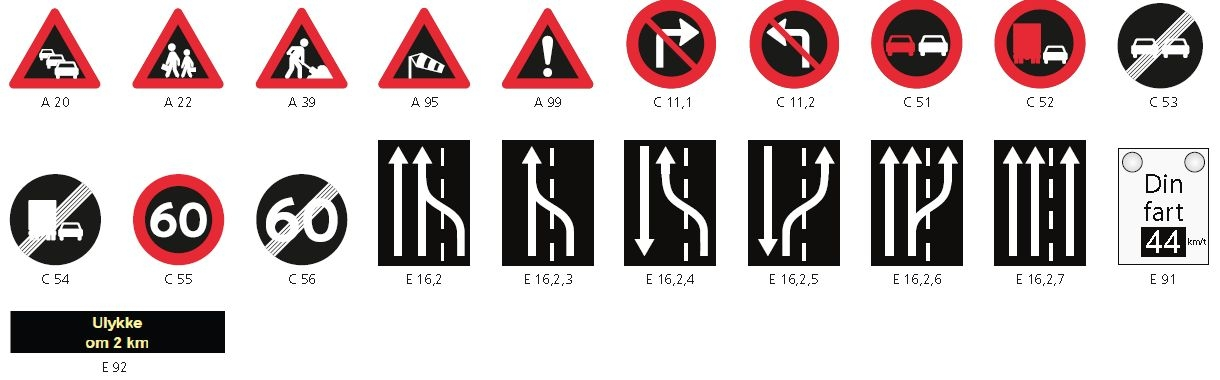 A 20
A 22
A 39
A 95
A 99
C 11,1
C 11,2
C 51
C 52
C 53
60
60
Din
fart
44 km/t
C 54
C 55
C 56
E 16,2
E 16,2,3
E 16,2,4
E 16,2,5
E 16,2,6
E 16,2,7
E 91
Ulykke
om 2 km
E 92